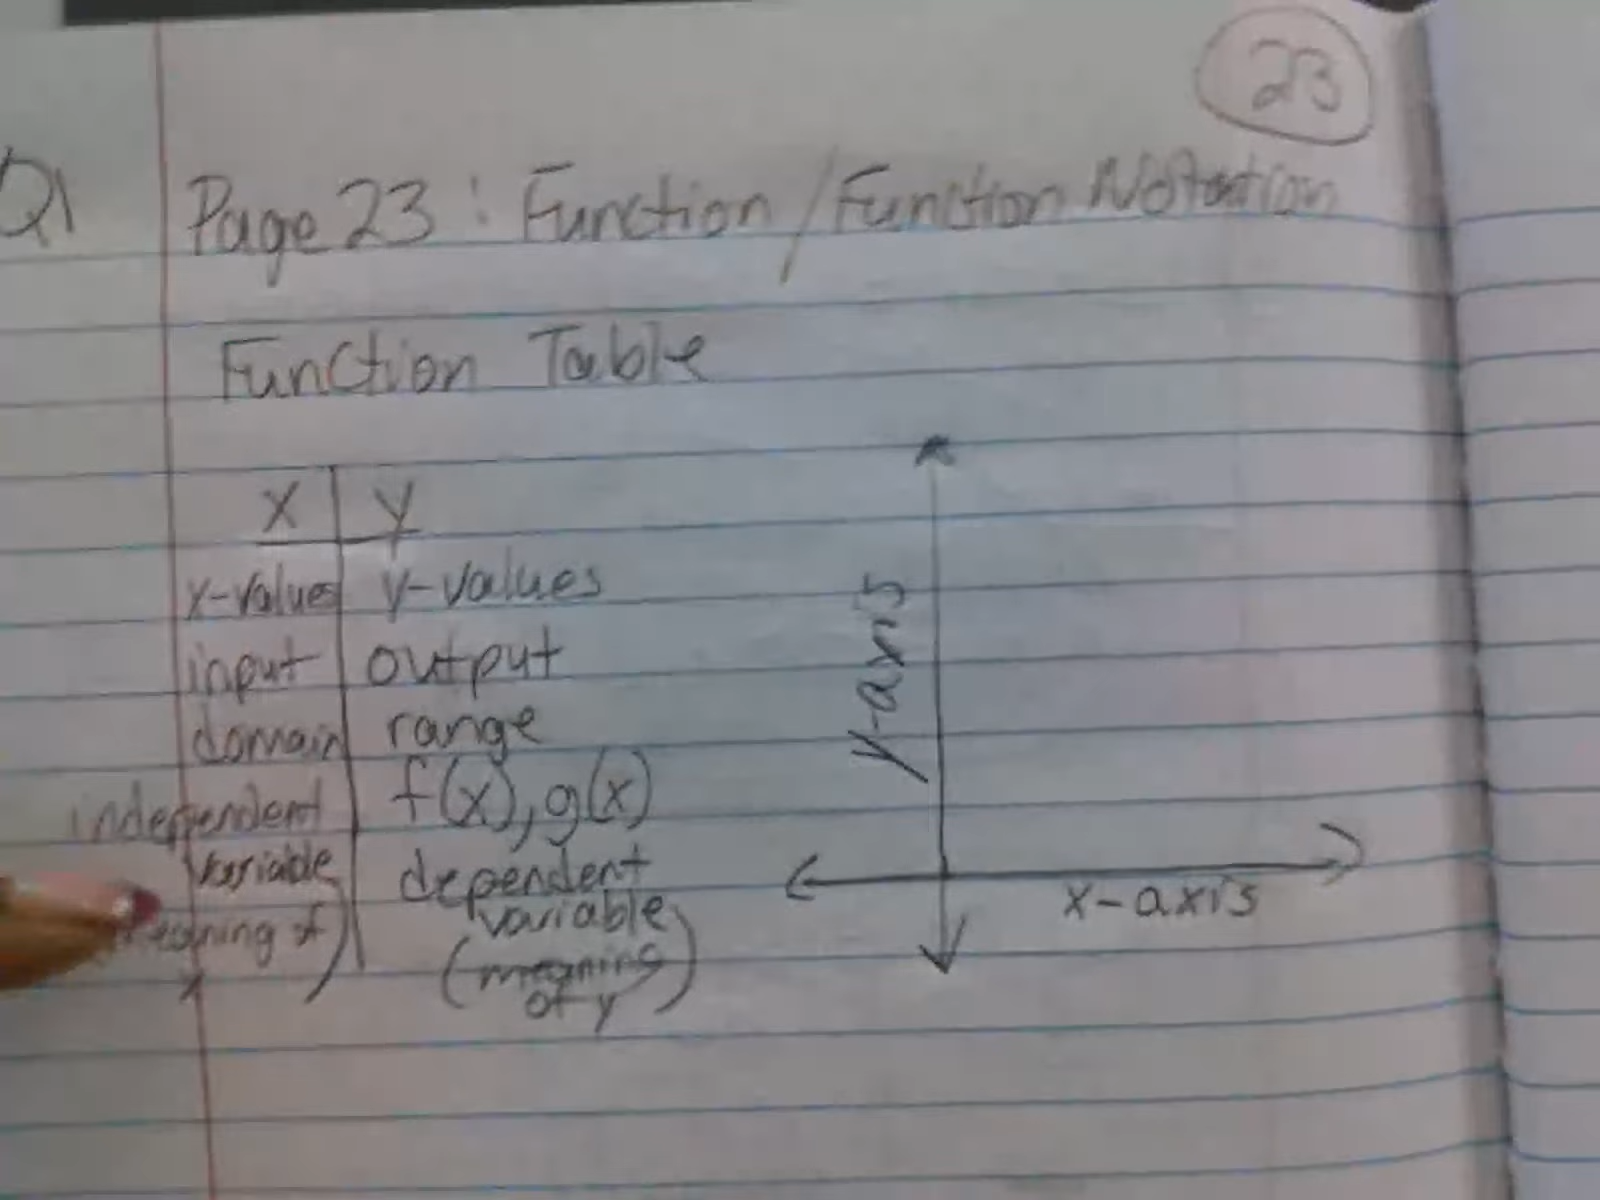 23
Q1 Page 23: Function/Function Notation
Function Table
x y
x-values y-values
input output
domain range
independent f(x), g(x)
variable dependent
meaning of variable
x) (meaning
of y)
y-axis
x-axis